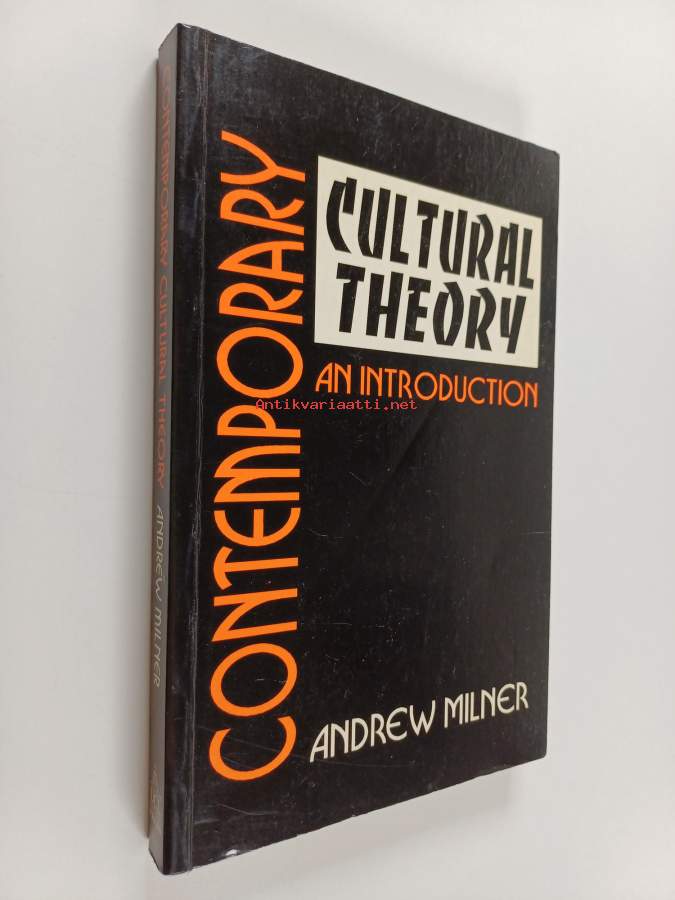 CONTEMPORARY
CULTURAL
THEORY
AN INTRODUCTION
Antikvariaatti.net
ANDREW MILNER
CONTEMPORARY CULTURAL THEORY ANDREW MILNER